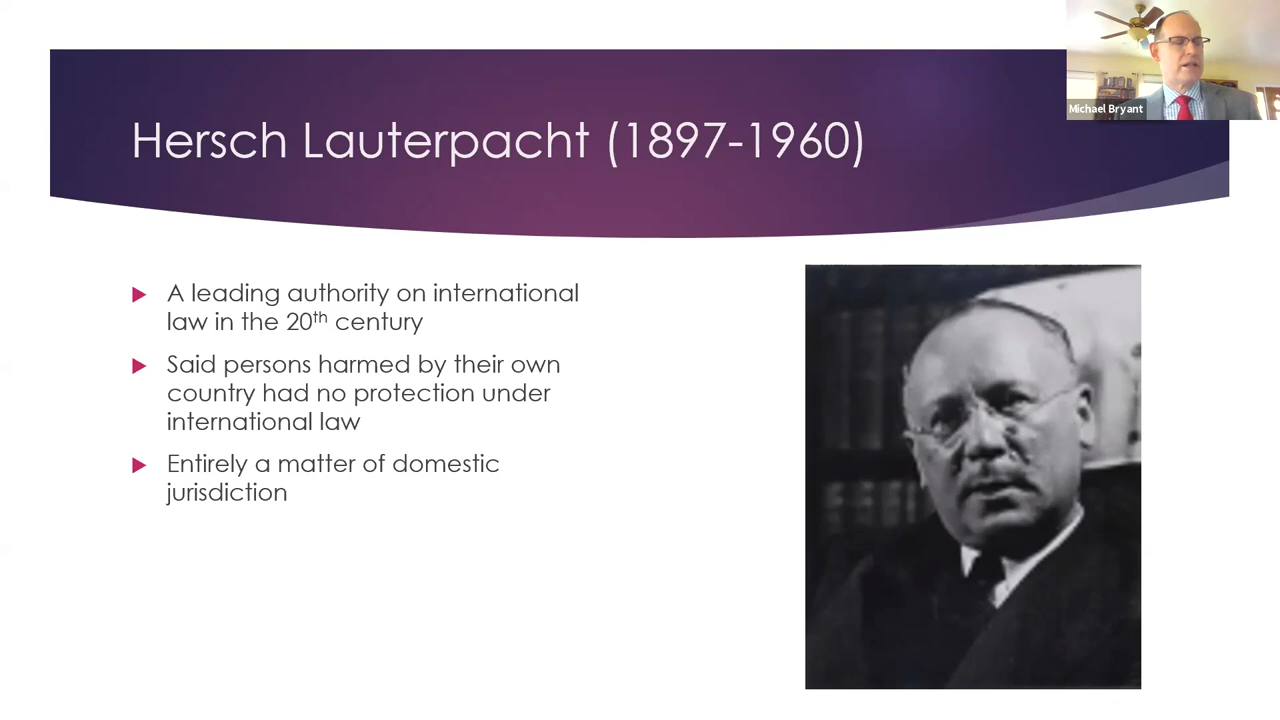 Michael Bryant
Hersch Lauterpacht (1897-1960)
A leading authority on international
law in the 20th century
Said persons harmed by their own
country had no protection under
international law
Entirely a matter of domestic
jurisdiction